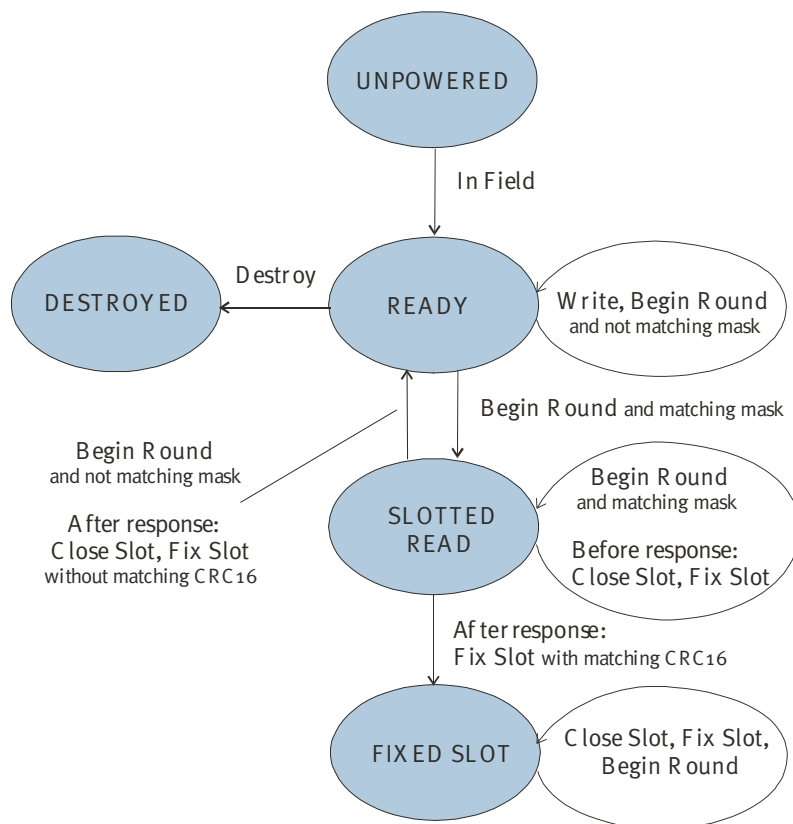 UNPOWERED
In Field
Destroy
DESTROYED
READY
Write, Begin Round
and not matching mask
Begin Round and matching mask
Begin Round
and not matching mask
After response:
Close Slot, Fix Slot
without matching CRC16
SLOTTED
READ
Begin Round
and matching mask
Before response:
Close Slot, Fix Slot
After response:
Fix Slot with matching CRC16
FIXED SLOT
Close Slot, Fix Slot,
Begin Round